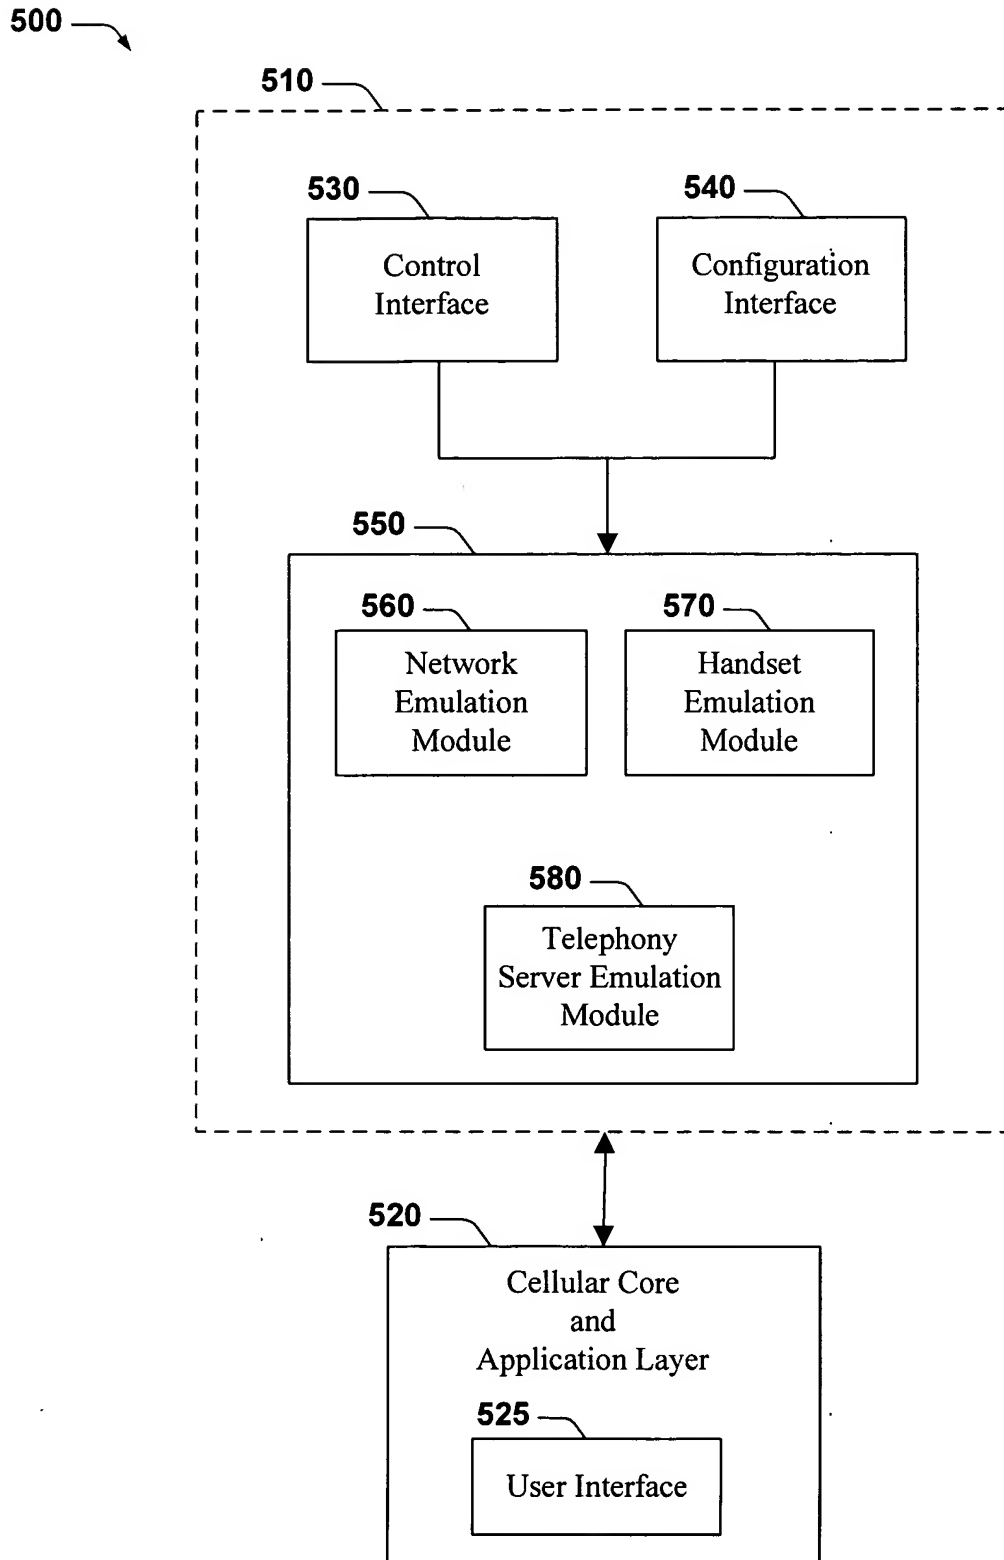 500
510
530
540
Control
Interface
Configuration
Interface
550
560
570
Network
Emulation
Module
Handset
Emulation
Module
580
Telephony
Server Emulation
Module
520
Cellular Core
and
Application Layer
525
User Interface